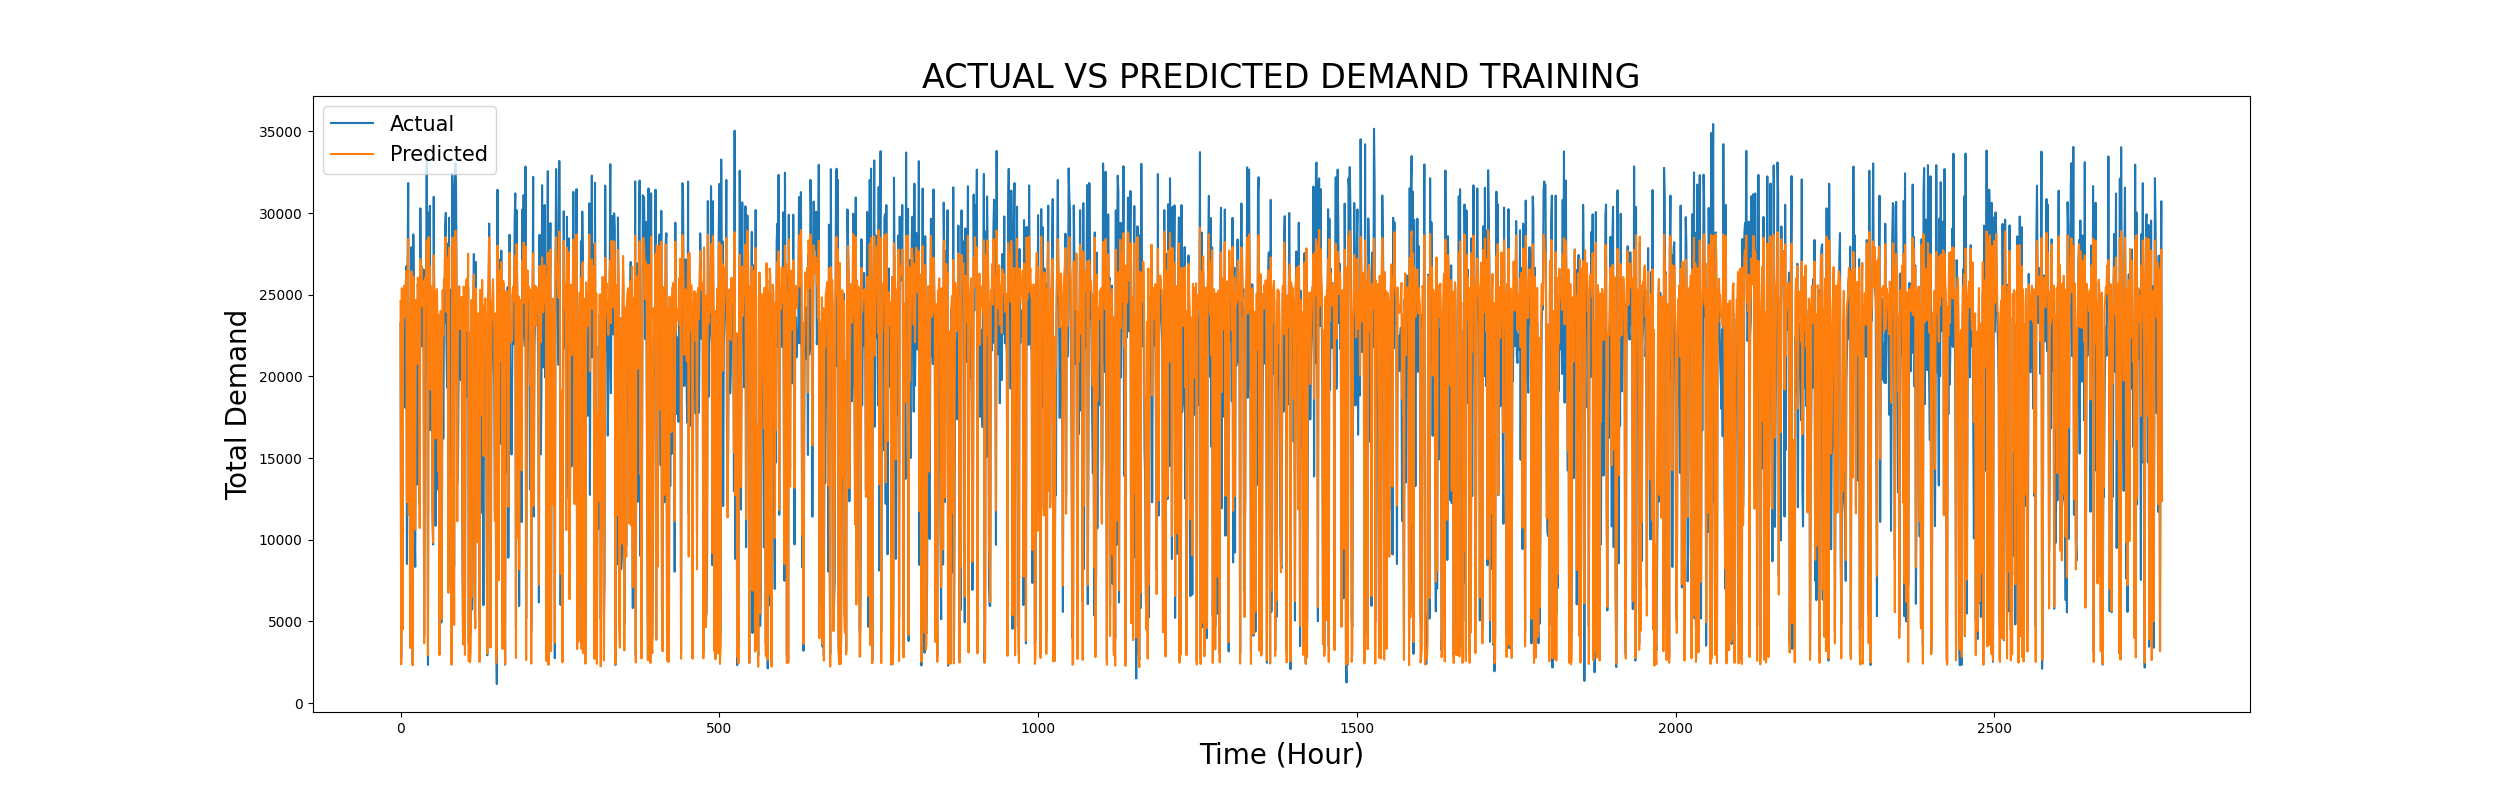 ACTUAL VS PREDICTED DEMAND TRAINING
Actual
Predicted
35000
30000
25000
20000
15000
10000
5000
0
Total Demand
0 500 1000 1500 2000 2500
Time (Hour)